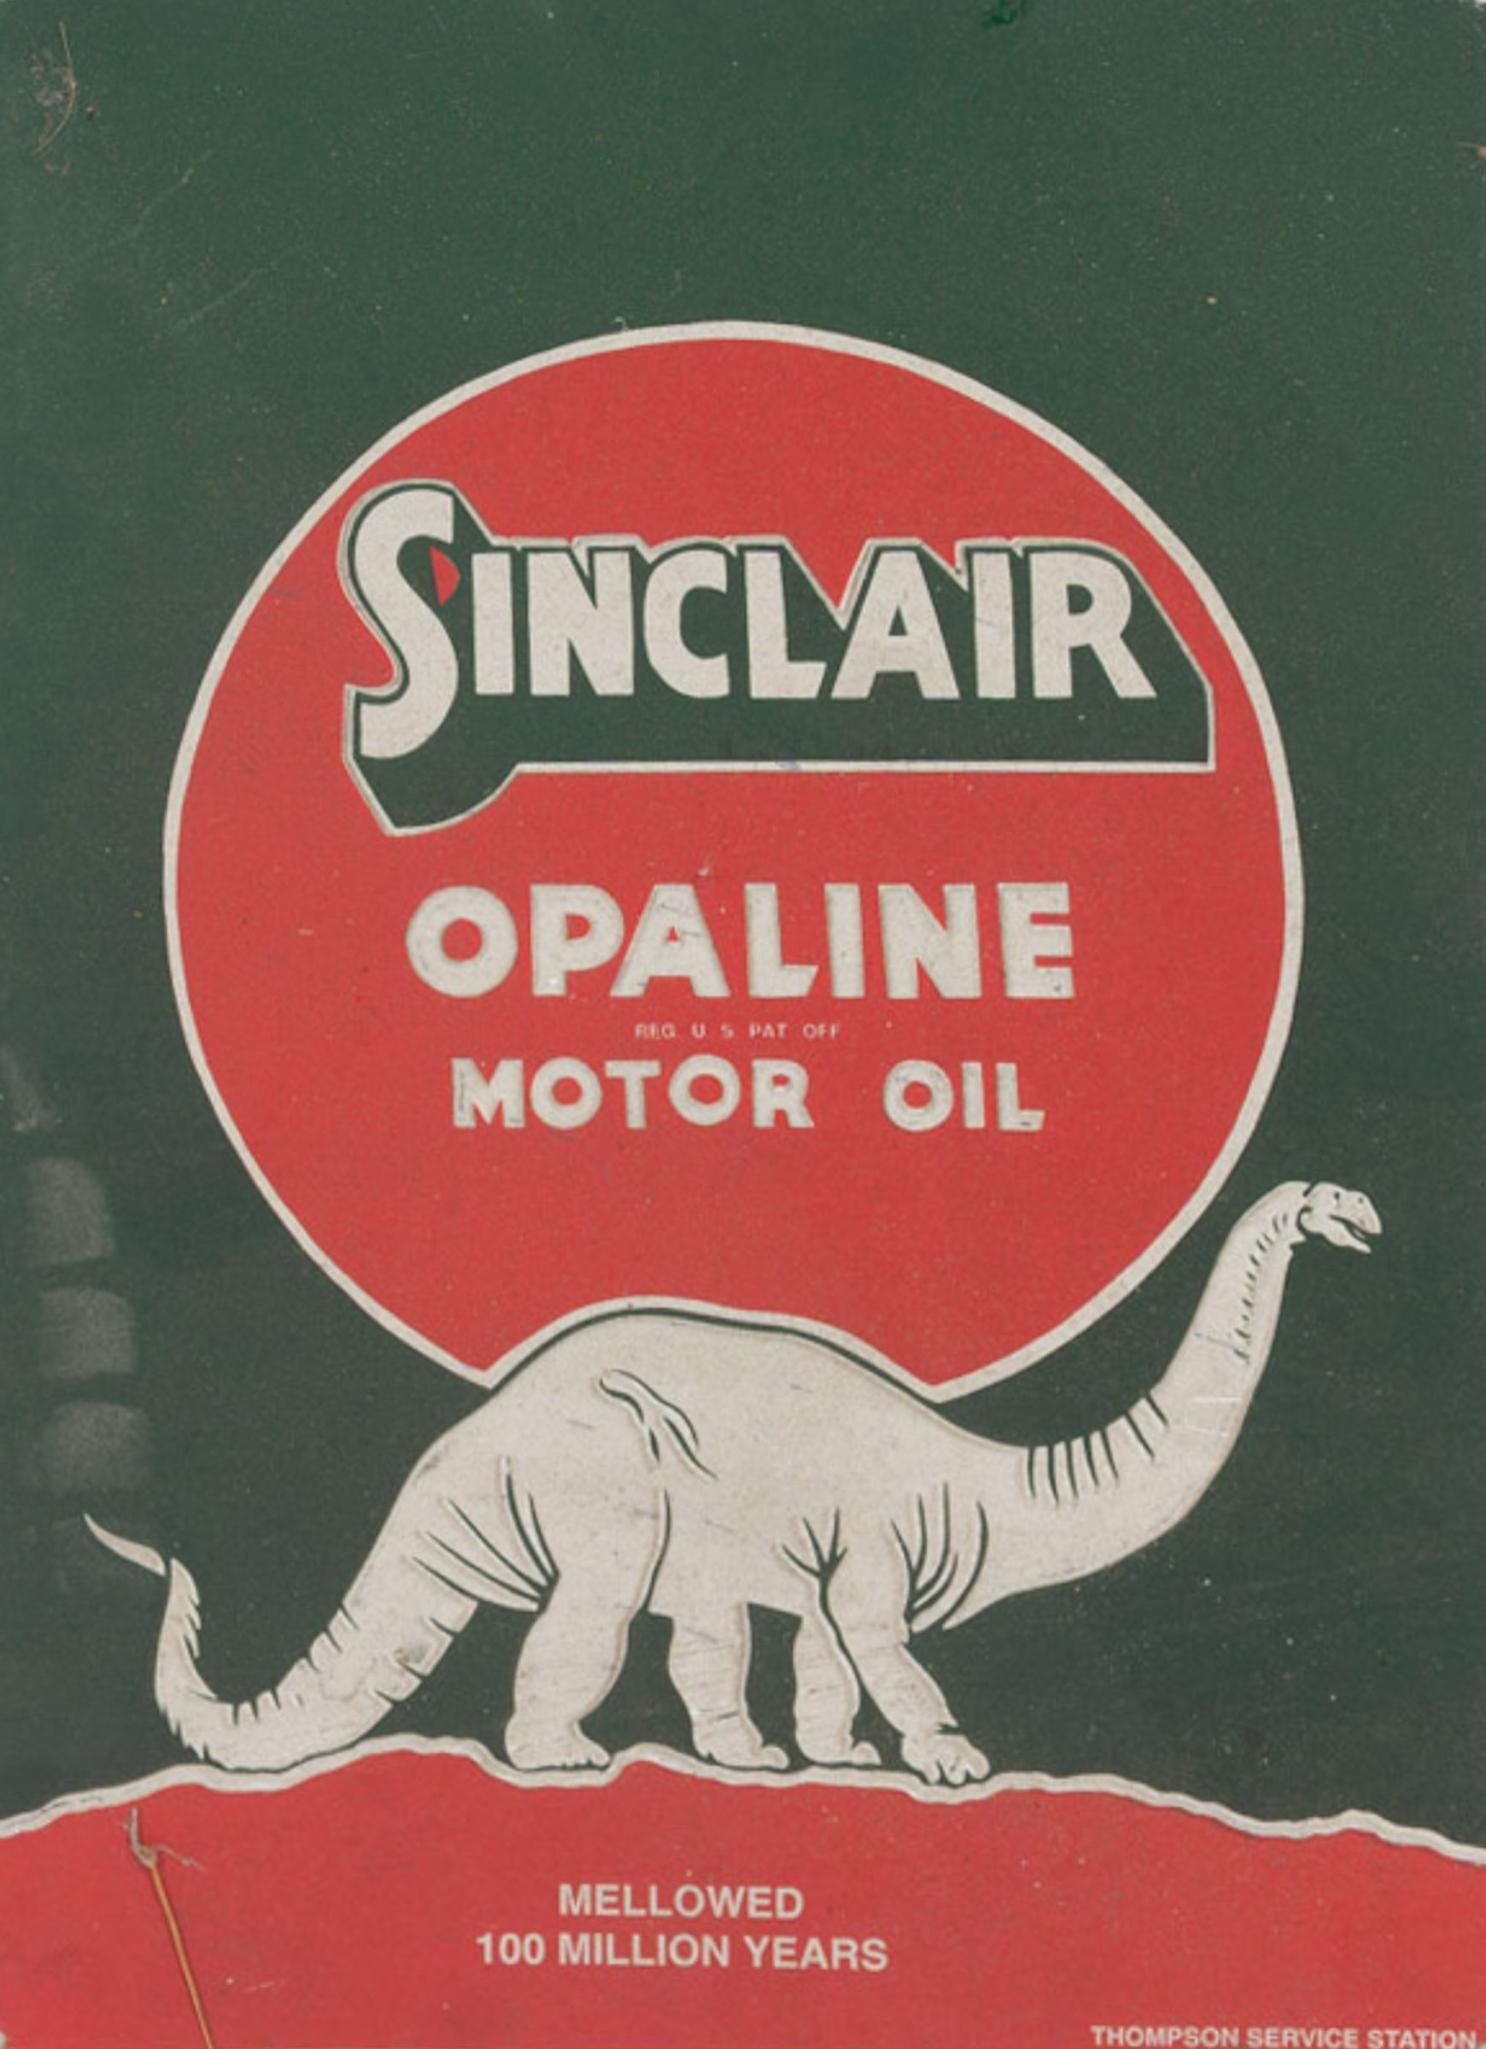 SINCLAIR
OPALINE
REG U S PAT OFF
MOTOR OIL
MELLOWED
100 MILLION YEARS
THOMPSON SERVICE STATION